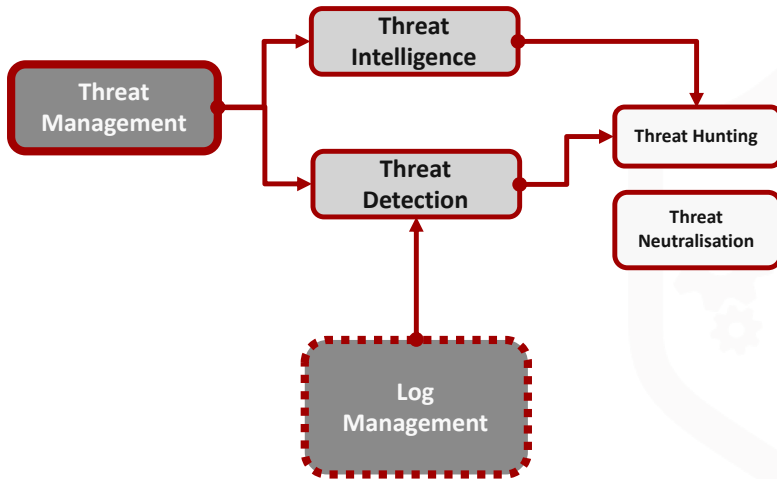 Threat
Intelligence
Threat
Management
Threat Hunting
Threat
Detection
Threat
Neutralisation
Log
Management